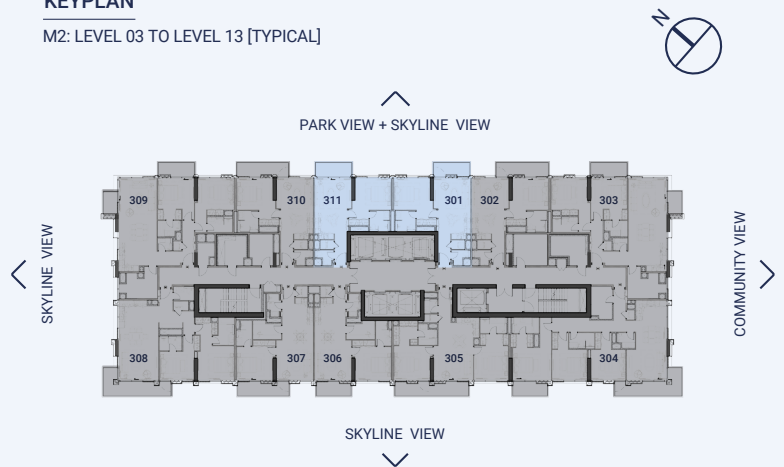 KEYPLAN
M2: LEVEL 03 TO LEVEL 13 [TYPICAL]
N
PARK VIEW + SKYLINE VIEW
309
310
311
301
302
303
SKYLINE VIEW
COMMUNITY VIEW
308
307
306
305
304
SKYLINE VIEW